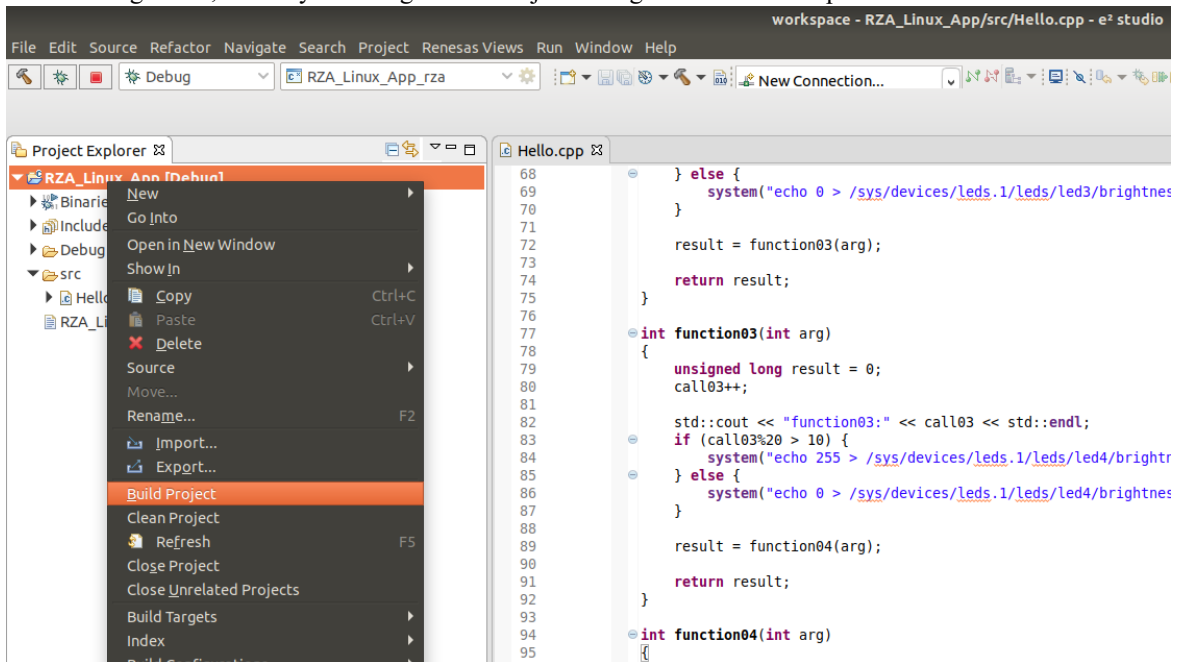 workspace - RZA_Linux_App/src/Hello.cpp - e² studio
File Edit Source Refactor Navigate Search Project Renesas Views Run Window Help
Debug RZA_Linux_App_rza New Connection...
Project Explorer Hello.cpp
RZA_Linux_App [Debug]
Binarie
Include
Debug
src
Hello
RZA_Li
New
Go Into
Open in New Window
Show In
Copy Ctrl+C
Paste Ctrl+V
Delete
Source
Move...
Rename... F2
Import...
Export...
Build Project
Clean Project
Refresh F5
Close Project
Close Unrelated Projects
Build Targets
Index
68 } else {
69 system("echo 0 > /sys/devices/leds.1/leds/led3/brightnes
70 }
71
72 result = function03(arg);
73
74 return result;
75 }
76
77 int function03(int arg)
78 {
79 unsigned long result = 0;
80 call03++;
81
82 std::cout << "function03:" << call03 << std::endl;
83 if (call03%20 > 10) {
84 system("echo 255 > /sys/devices/leds.1/leds/led4/brightr
85 } else {
86 system("echo 0 > /sys/devices/leds.1/leds/led4/brightnes
87 }
88
89 result = function04(arg);
90
91 return result;
92 }
93
94 int function04(int arg)
95 {